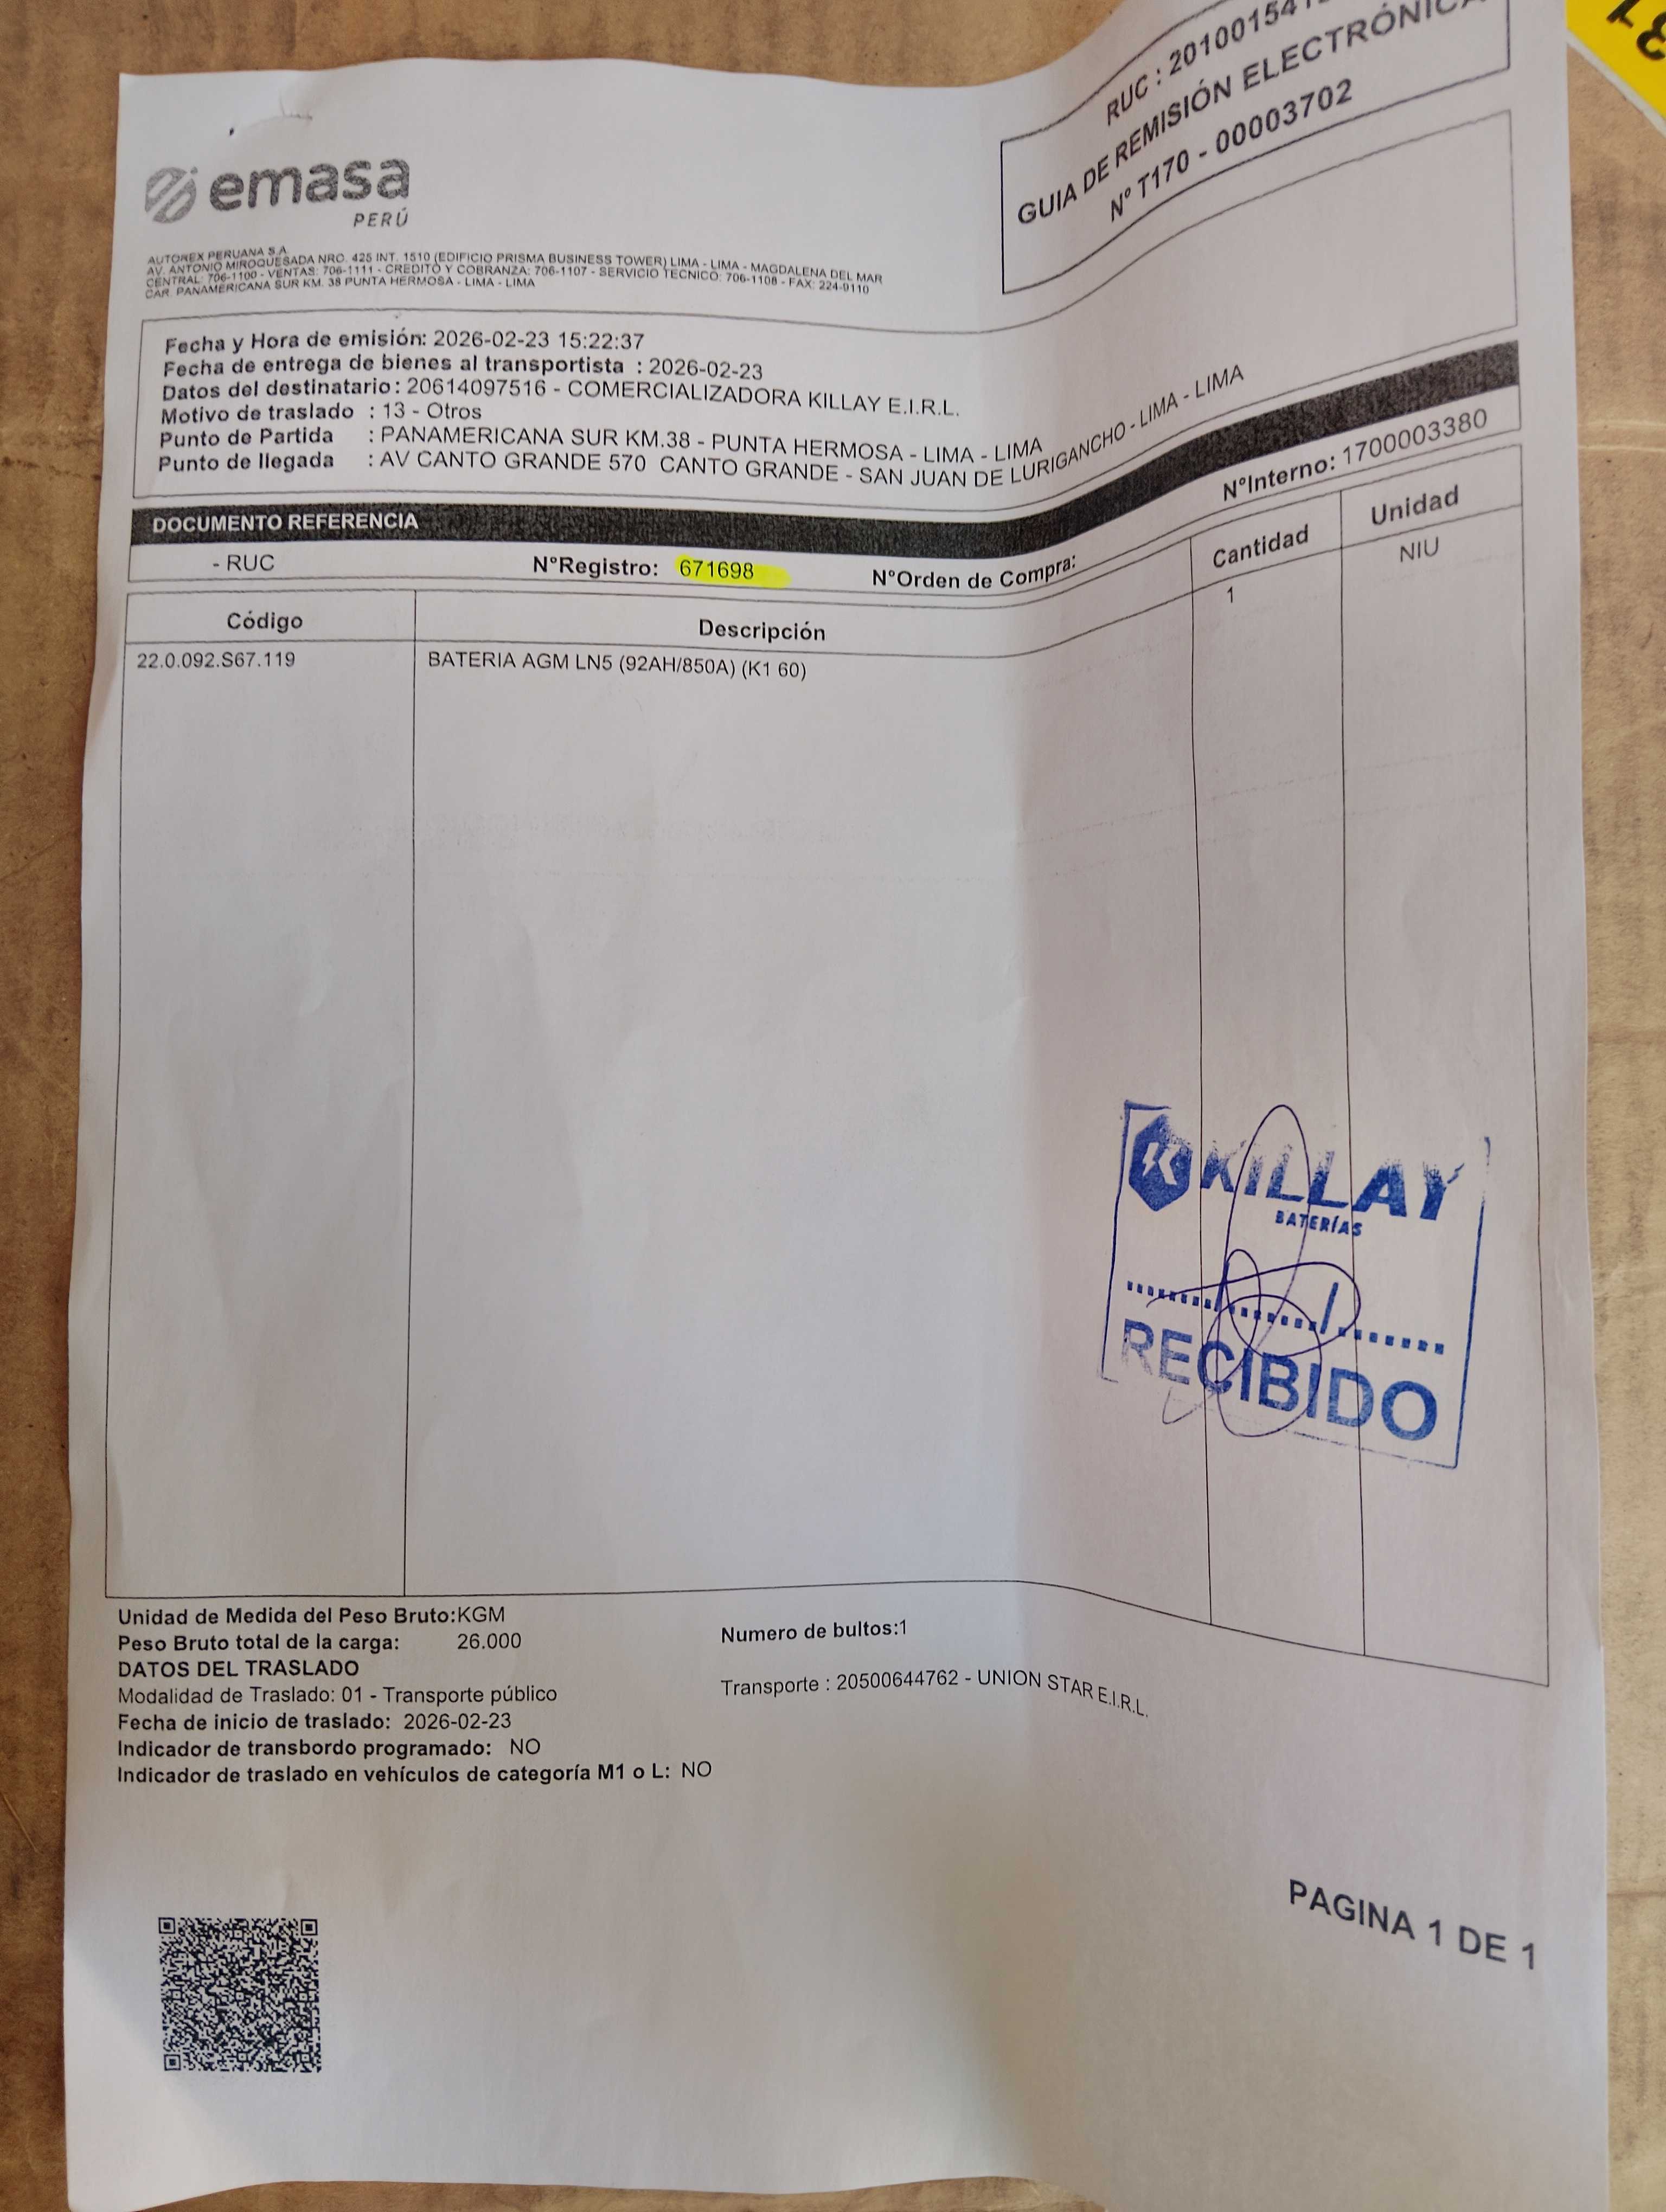 RUC : 201001541
GUIA DE REMISIÓN ELECTRÓNICA
Nº T170 - 00003702
emasa
PERÚ
AUTOREX PERUANA S.A.
AV. ANTONIO MIROQUESADA NRO. 425 INT. 1510 (EDIFICIO PRISMA BUSINESS TOWER) LIMA - LIMA - MAGDALENA DEL MAR
CENTRAL: 706-1100 - VENTAS: 706-1111 - CREDITO Y COBRANZA: 706-1107 - SERVICIO TECNICO: 706-1108 - FAX: 224-9110
CAR. PANAMERICANA SUR KM. 38 PUNTA HERMOSA - LIMA - LIMA
Fecha y Hora de emisión: 2026-02-23 15:22:37
Fecha de entrega de bienes al transportista : 2026-02-23
Datos del destinatario: 20614097516 - COMERCIALIZADORA KILLAY E.I.R.L.
Motivo de traslado : 13 - Otros
Punto de Partida : PANAMERICANA SUR KM.38 - PUNTA HERMOSA - LIMA - LIMA
Punto de llegada : AV CANTO GRANDE 570 CANTO GRANDE - SAN JUAN DE LURIGANCHO - LIMA - LIMA
DOCUMENTO REFERENCIA
- RUC NºRegistro: 671698 NºOrden de Compra: NºInterno: 1700003380
Código Descripción Cantidad Unidad
22.0.092.S67.119 BATERIA AGM LN5 (92AH/850A) (K1 60) 1 NIU
KILLAY
BATERÍAS
RECIBIDO
Unidad de Medida del Peso Bruto:KGM
Peso Bruto total de la carga: 26.000 Numero de bultos:1
DATOS DEL TRASLADO
Modalidad de Traslado: 01 - Transporte público Transporte : 20500644762 - UNION STAR E.I.R.L.
Fecha de inicio de traslado: 2026-02-23
Indicador de transbordo programado: NO
Indicador de traslado en vehículos de categoría M1 o L: NO
PAGINA 1 DE 1